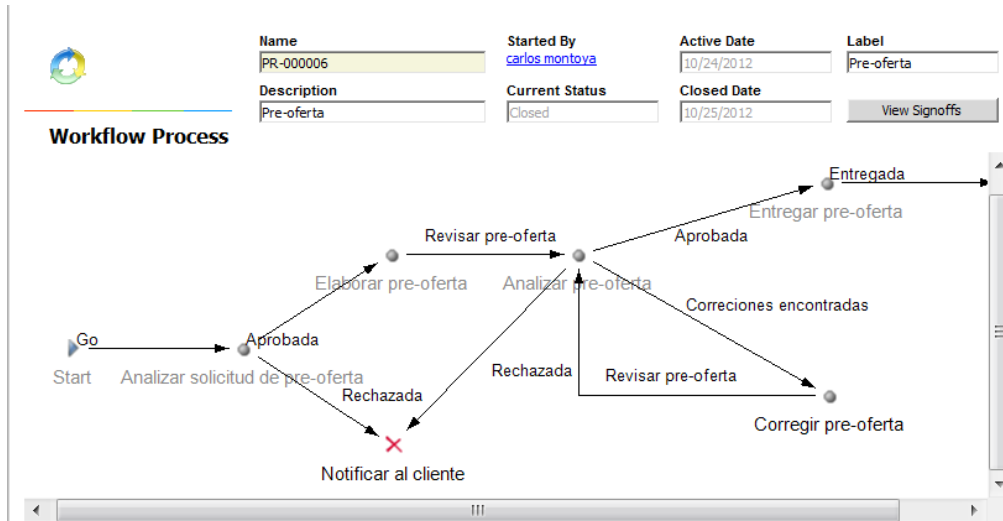 Name
Started By
Active Date
Label
PR-000006
carlos montoya
10/24/2012
Pre-oferta
Description
Current Status
Closed Date
Pre-oferta
Closed
10/25/2012
View Signoffs
Workflow Process
Entregada
Entregar pre-oferta
Revisar pre-oferta
Aprobada
Elaborar pre-oferta
Analizar pre-oferta
Correciones encontradas
Go
Aprobada
Start
Analizar solicitud de pre-oferta
Rechazada
Revisar pre-oferta
Rechazada
Corregir pre-oferta
Notificar al cliente